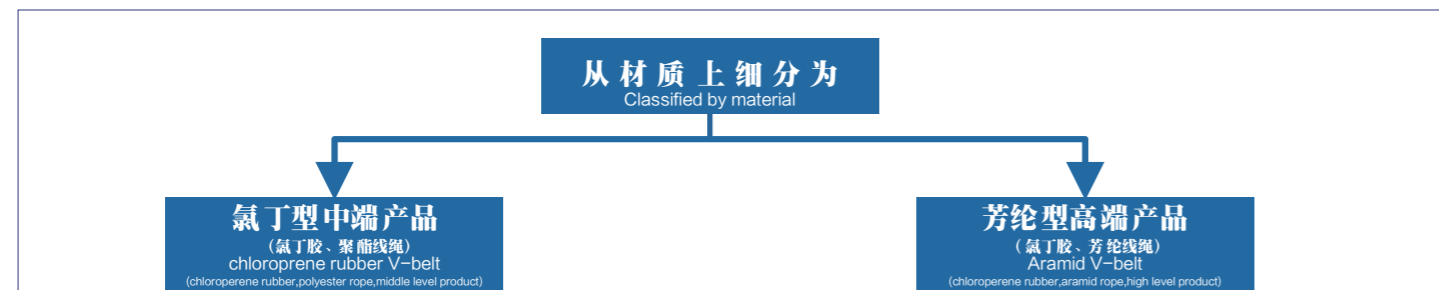 从材质上细分为
Classified by material
氯丁型中端产品
（氯丁胶、聚酯线绳）
chloroprene rubber V-belt
(chloroperene rubber,polyester rope,middle level product)
芳纶型高端产品
（氯丁胶、芳纶线绳）
Aramid V-belt
(chloroperene rubber,aramid rope,high level product)